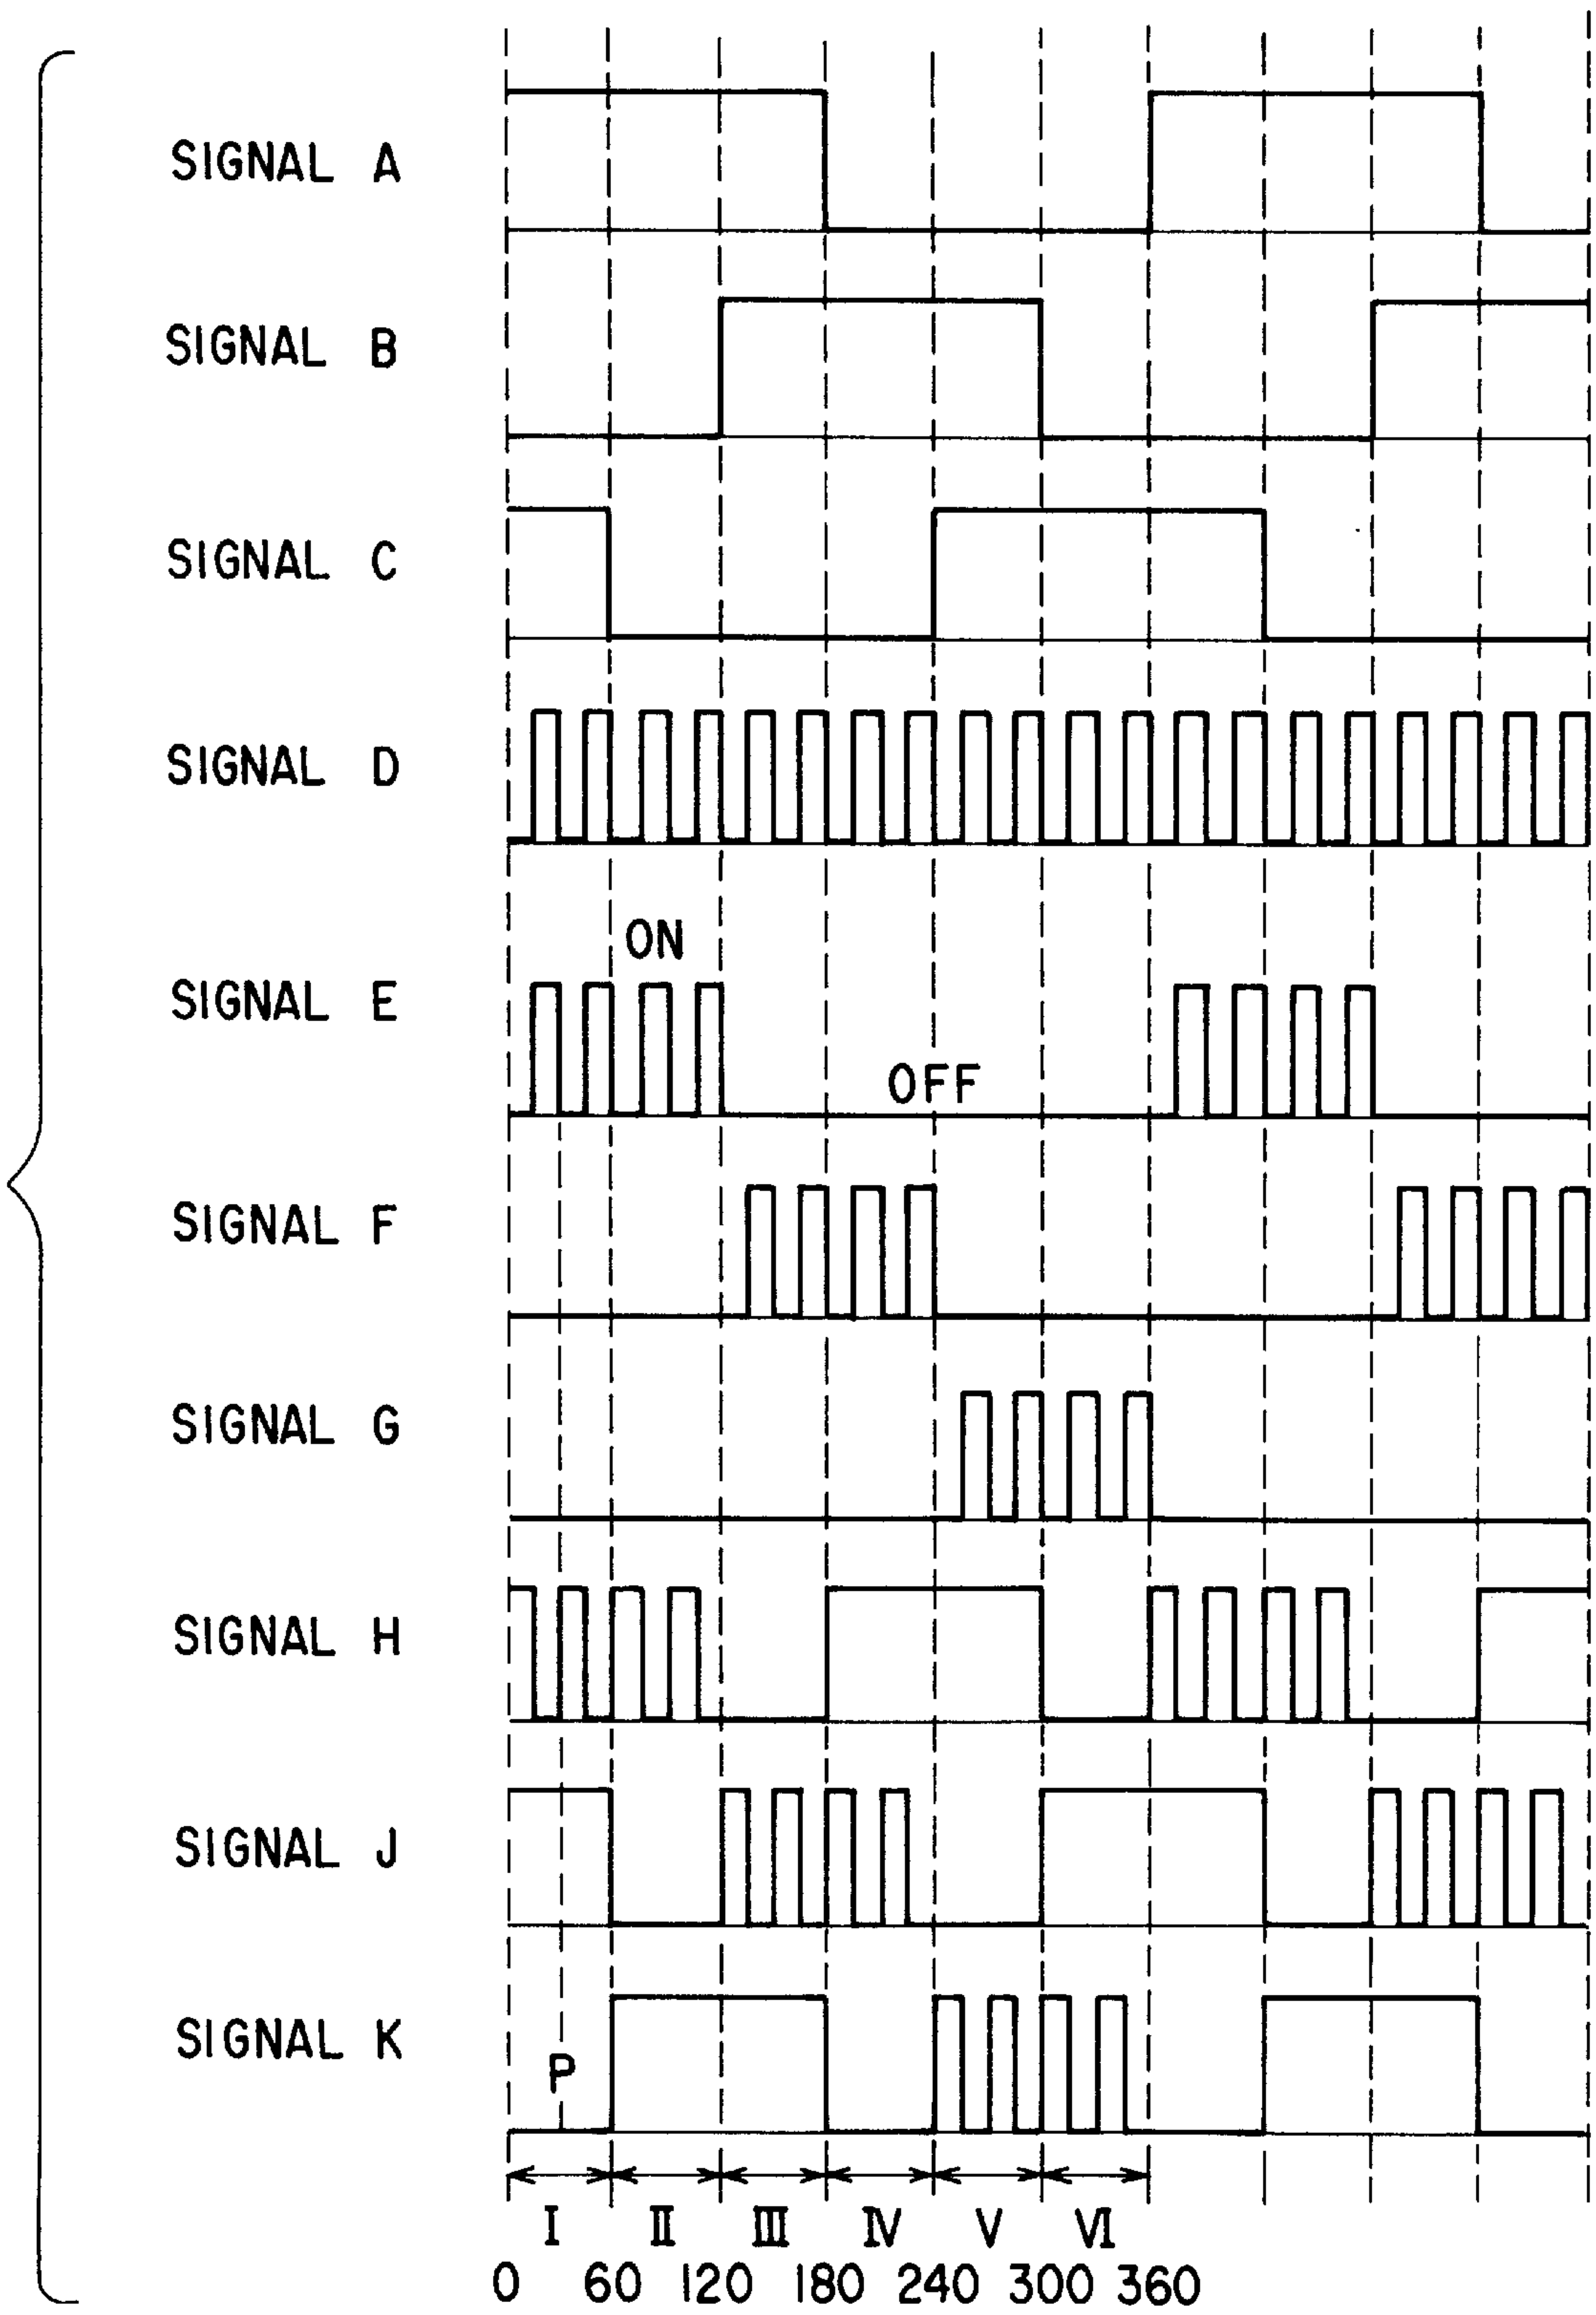 SIGNAL A
SIGNAL B
SIGNAL C
SIGNAL D
ON
SIGNAL E
OFF
SIGNAL F
SIGNAL G
SIGNAL H
SIGNAL J
SIGNAL K
P
I II III IV V VI
0 60 120 180 240 300 360